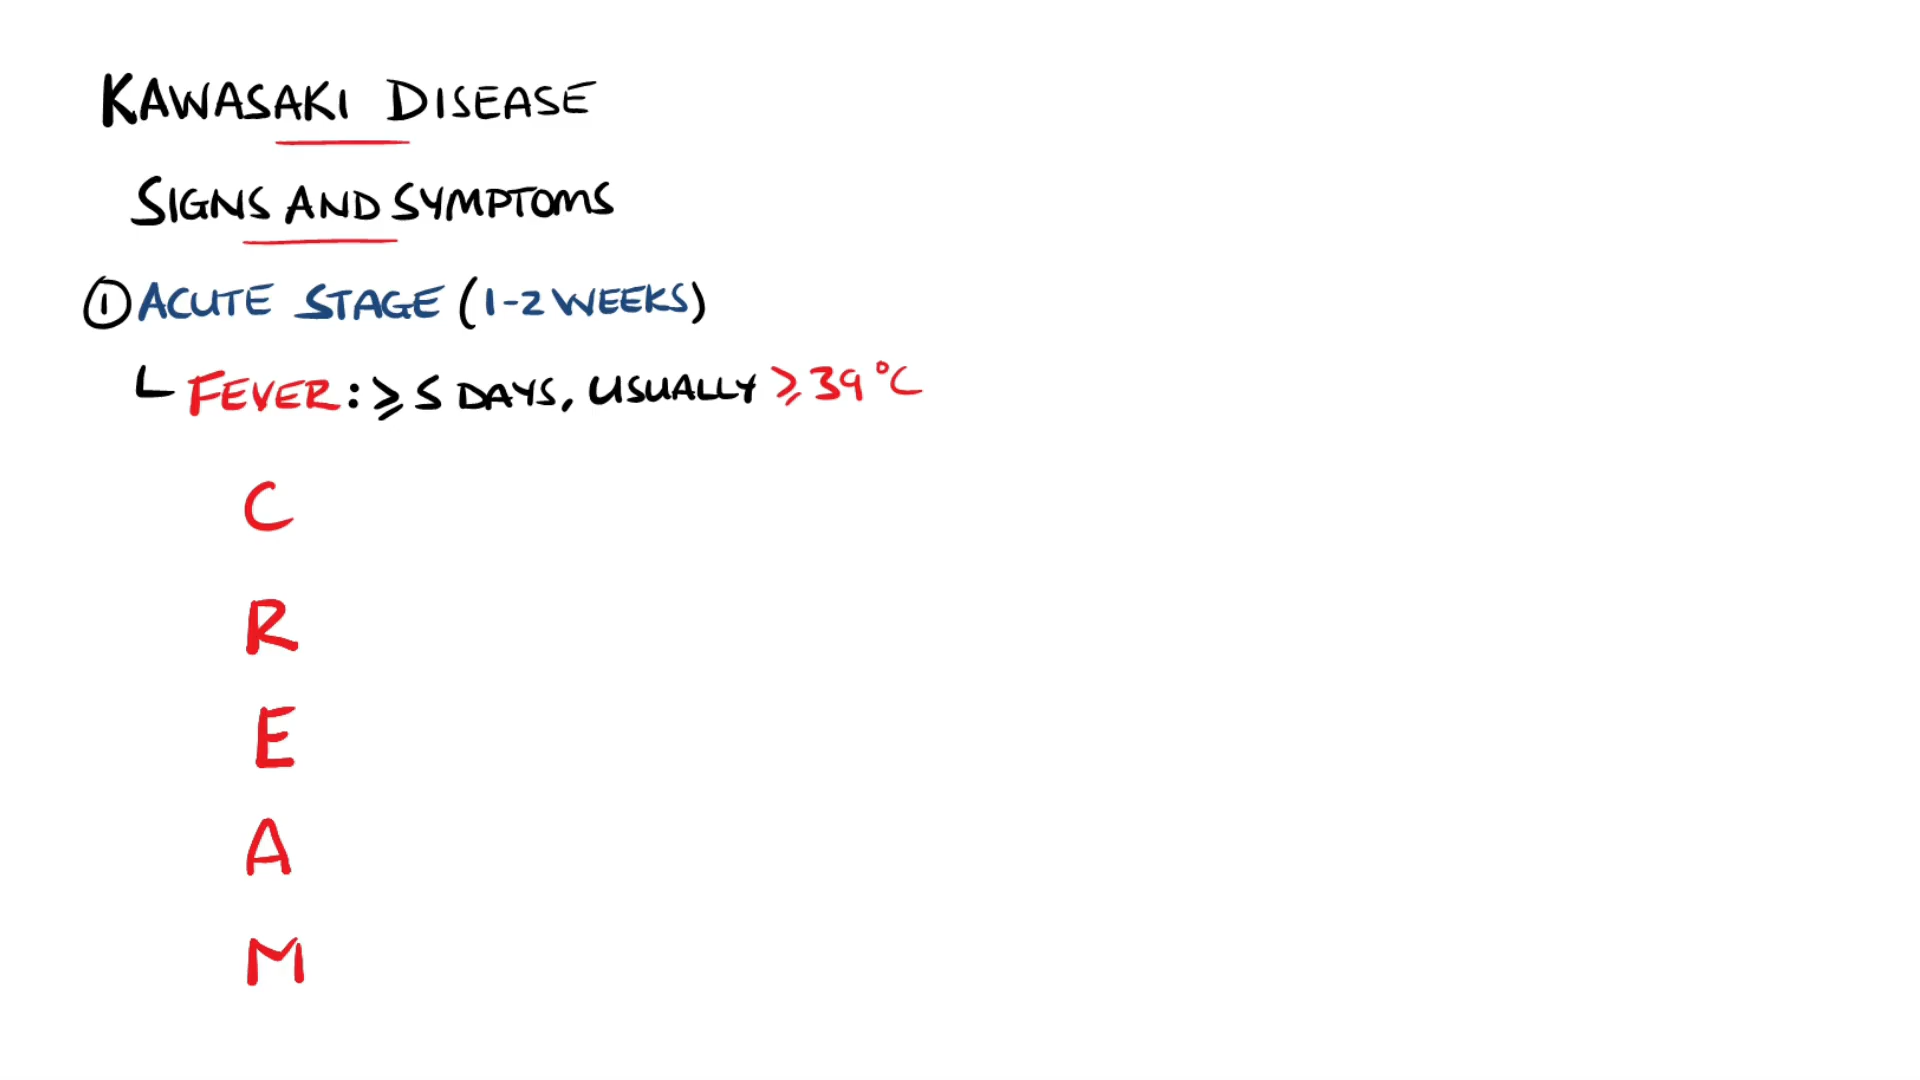 KAWASAKI DISEASE
SIGNS AND SYMPTOMS
① ACUTE STAGE (1-2 WEEKS)
FEVER: ≥ 5 DAYS, USUALLY ≥ 39°C
C
R
E
A
M